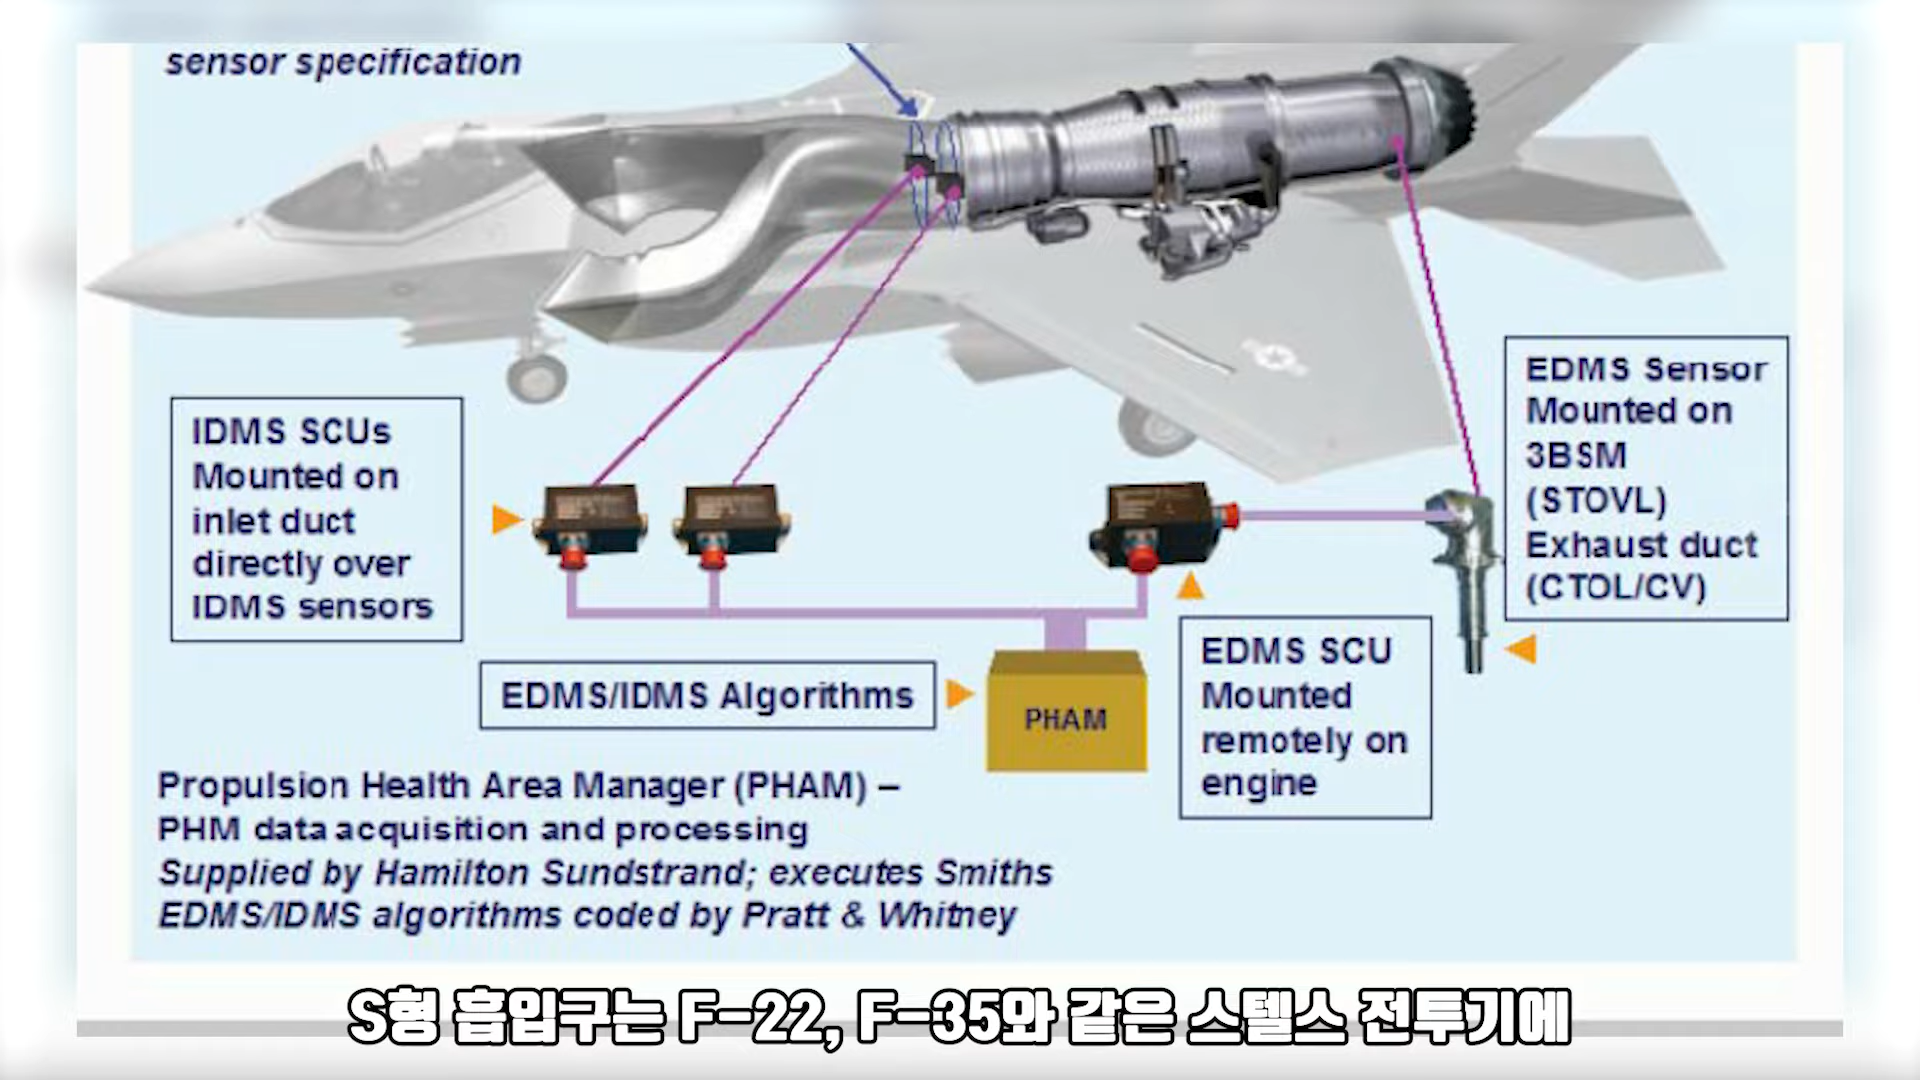 sensor specification
IDMS SCUs
Mounted on
inlet duct
directly over
IDMS sensors
EDMS Sensor
Mounted on
3BSM
(STOVL)
Exhaust duct
(CTOL/CV)
EDMS/IDMS Algorithms
PHAM
EDMS SCU
Mounted
remotely on
engine
Propulsion Health Area Manager (PHAM) –
PHM data acquisition and processing
Supplied by Hamilton Sundstrand; executes Smiths
EDMS/IDMS algorithms coded by Pratt & Whitney
S형 흡입구는 F-22, F-35와 같은 스텔스 전투기에